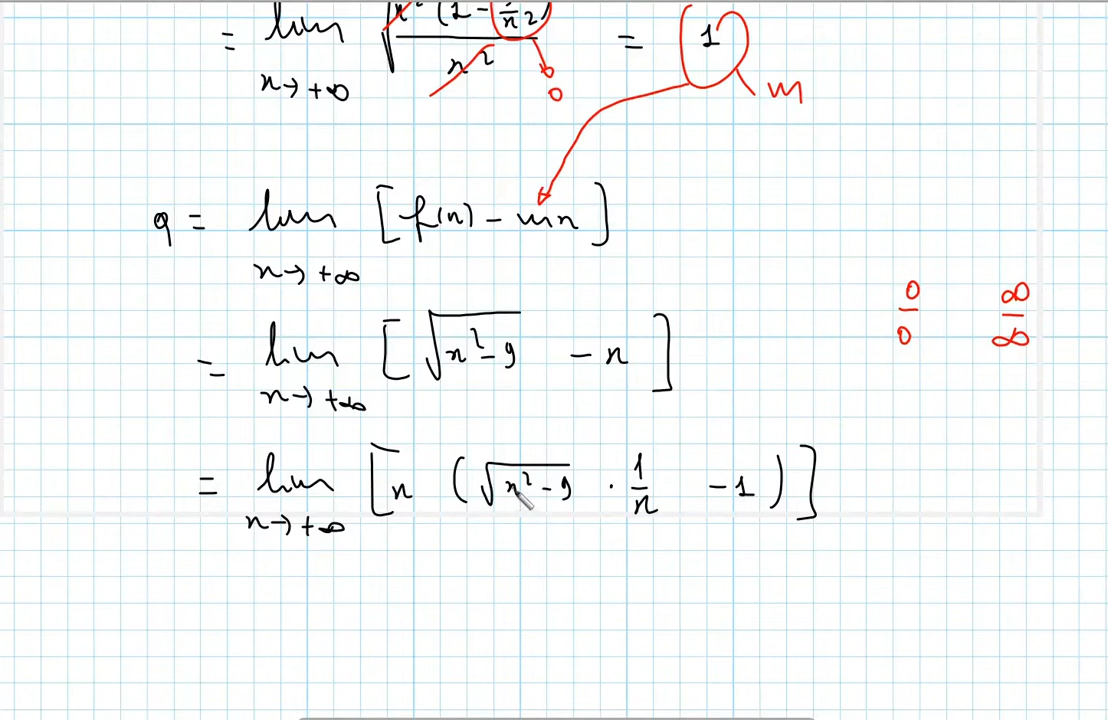 = lim √(x² (1 - 9/x²) / x²) = 1
x→ +∞ 0 m
q = lim [f(x) - mx]
x→ +∞
0/0 ∞/∞
= lim [√(x² - 9) - x]
x→ +∞
= lim [x (√(x² - 9) · 1/x - 1)]
x→ +∞